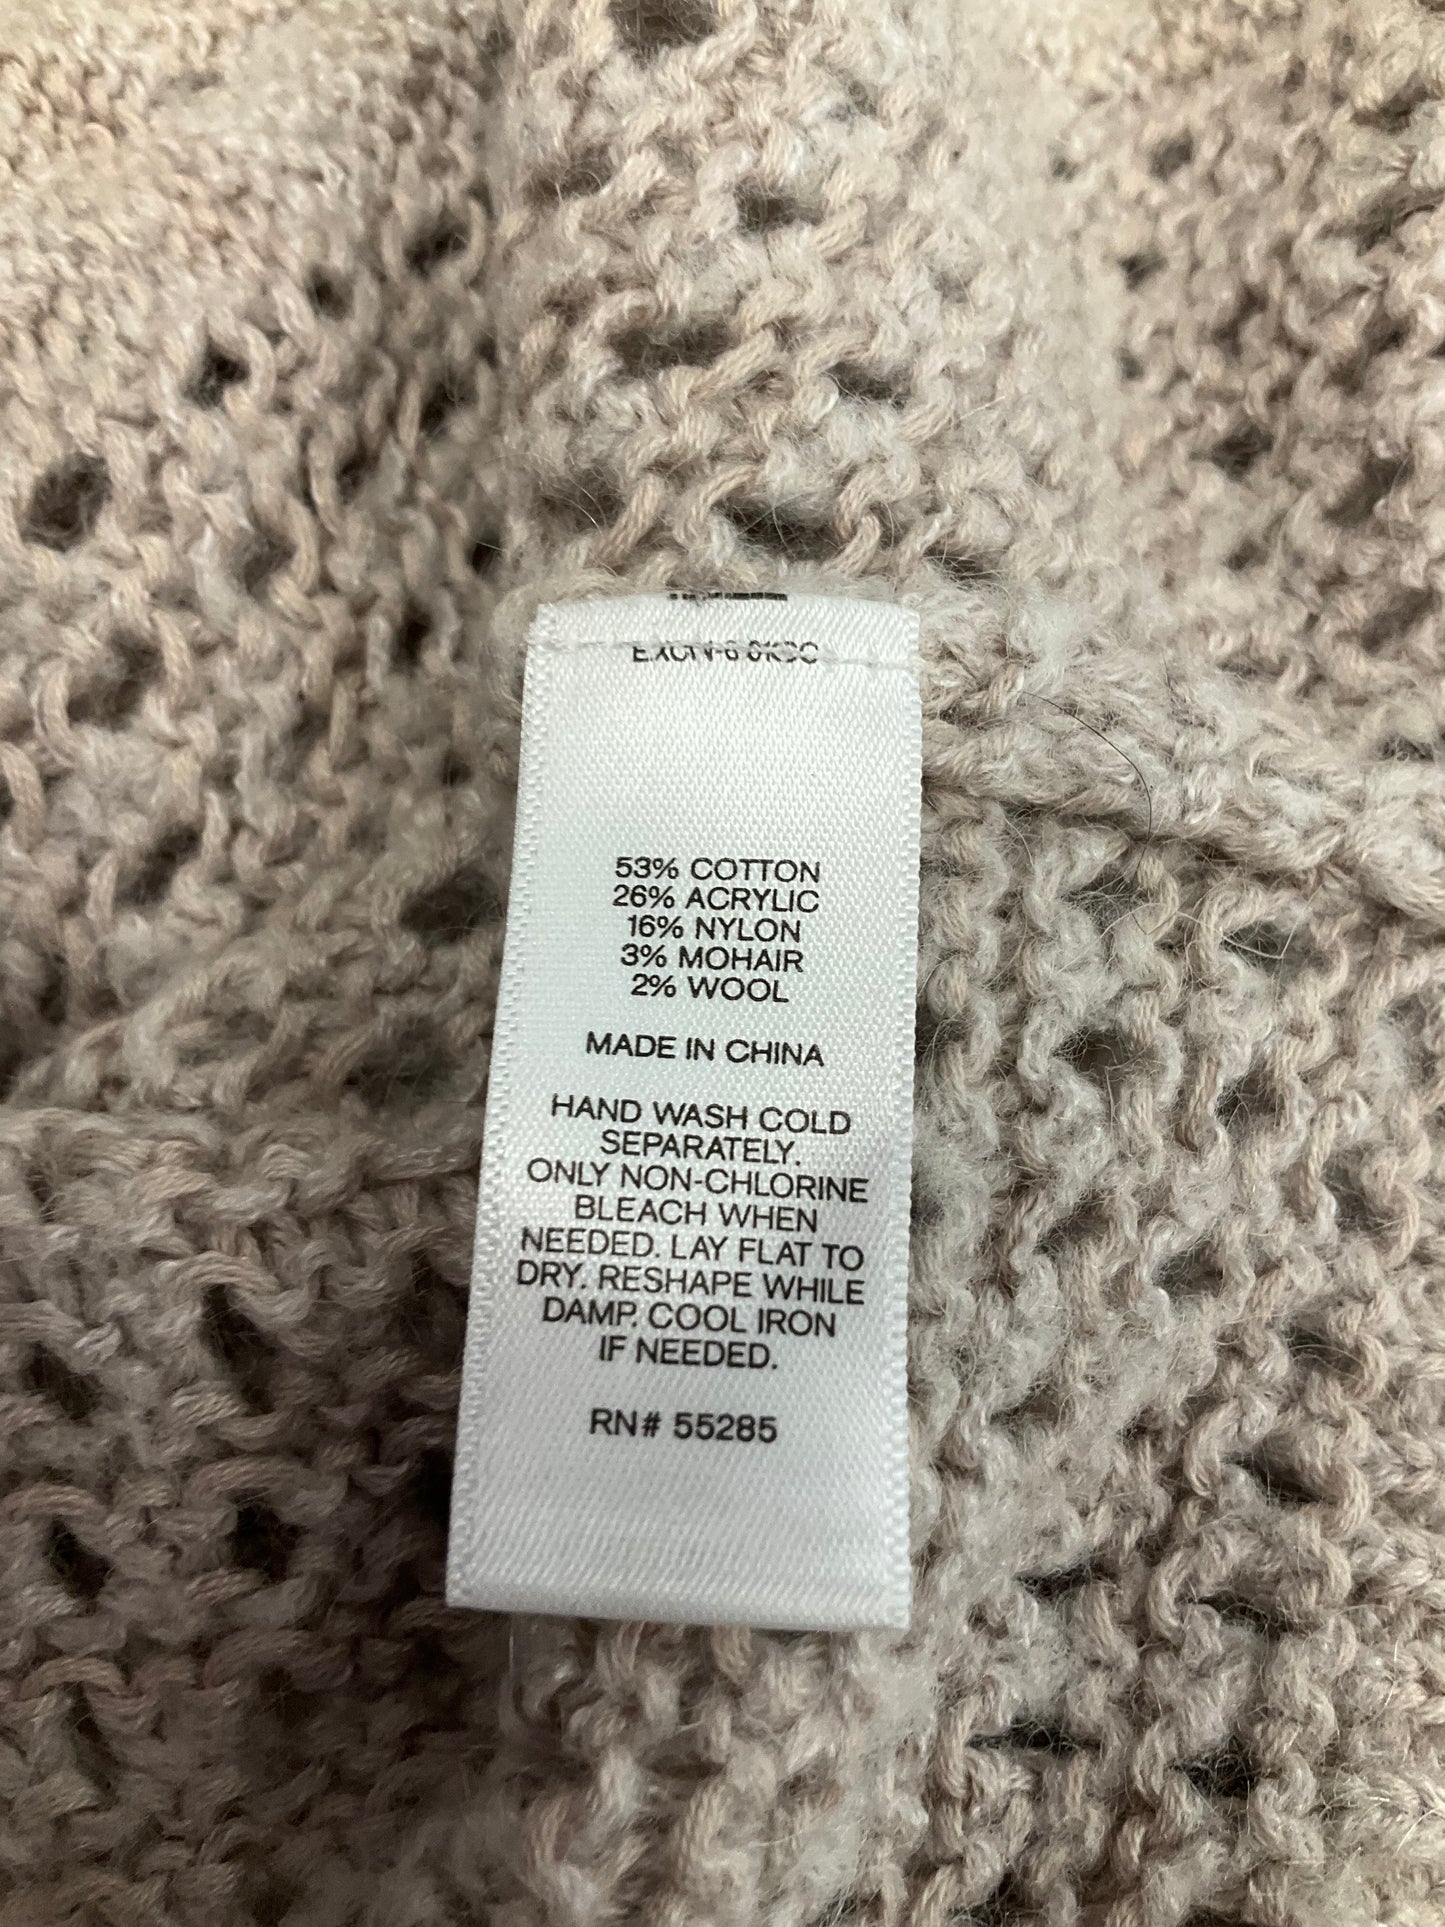 53% COTTON
26% ACRYLIC
16% NYLON
3% MOHAIR
2% WOOL
MADE IN CHINA
HAND WASH COLD
SEPARATELY.
ONLY NON-CHLORINE
BLEACH WHEN
NEEDED. LAY FLAT TO
DRY. RESHAPE WHILE
DAMP. COOL IRON
IF NEEDED.
RN# 55285